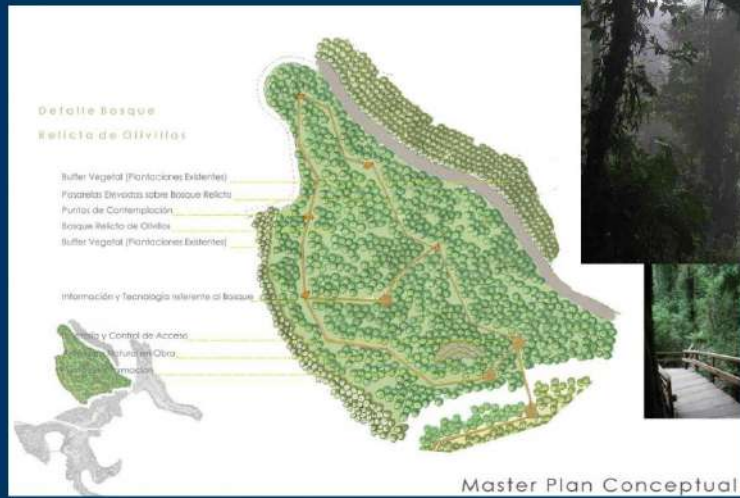 Detalle Bosque
Relicto de Olivillos
Buffer Vegetal (Plantaciones Existentes)
Pasarelas Elevadas sobre Bosque Relicto
Puntos de Contemplación
Bosque Relicto de Olivillos
Buffer Vegetal (Plantaciones Existentes)
Información y Tecnología referente al Bosque
y Control de Acceso
Natural en Obra
Master Plan Conceptual